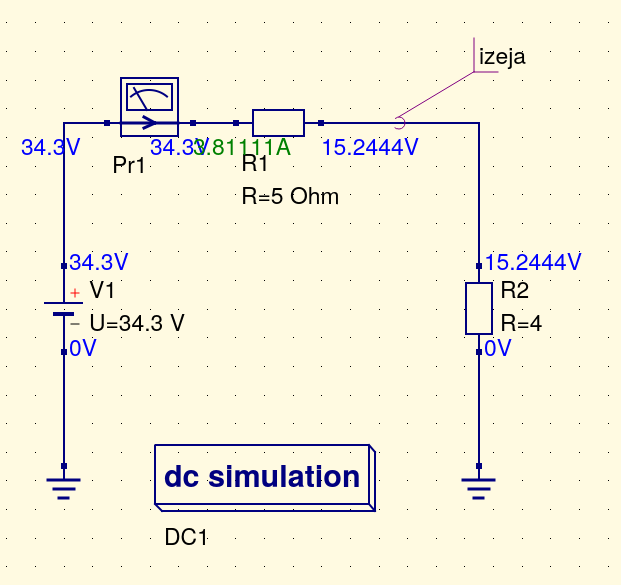 izeja
34.3V
34.3V
3.81111A
15.2444V
Pr1
R1
R=5 Ohm
34.3V
V1
U=34.3 V
0V
15.2444V
R2
R=4
0V
dc simulation
DC1